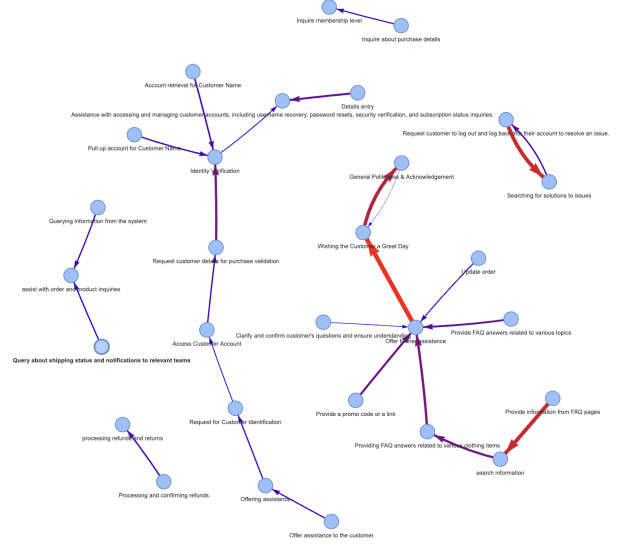 Inquire membership level
Inquire about purchase details
Account retrieval for Customer Name
Details entry
Assistance with accessing and managing customer accounts, including username recovery, password resets, security verification, and subscription status inquiries.
Request customer to log out and log back into their account to resolve an issue.
Pull up account for Customer Name
Identity Verification
General Politeness & Acknowledgement
Searching for solutions to issues
Querying information from the system
Wishing the Customer a Great Day
Request customer details for purchase validation
Update order
assist with order and product inquiries
Clarify and confirm customer's questions and ensure understanding
Provide FAQ answers related to various topics
Offer further assistance
Access Customer Account
Query about shipping status and notifications to relevant teams
Provide a promo code or a link
Provide information from FAQ pages
Request for Customer Identification
processing refunds and returns
Providing FAQ answers related to various clothing items
search information
Processing and confirming refunds
Offering assistance
Offer assistance to the customer